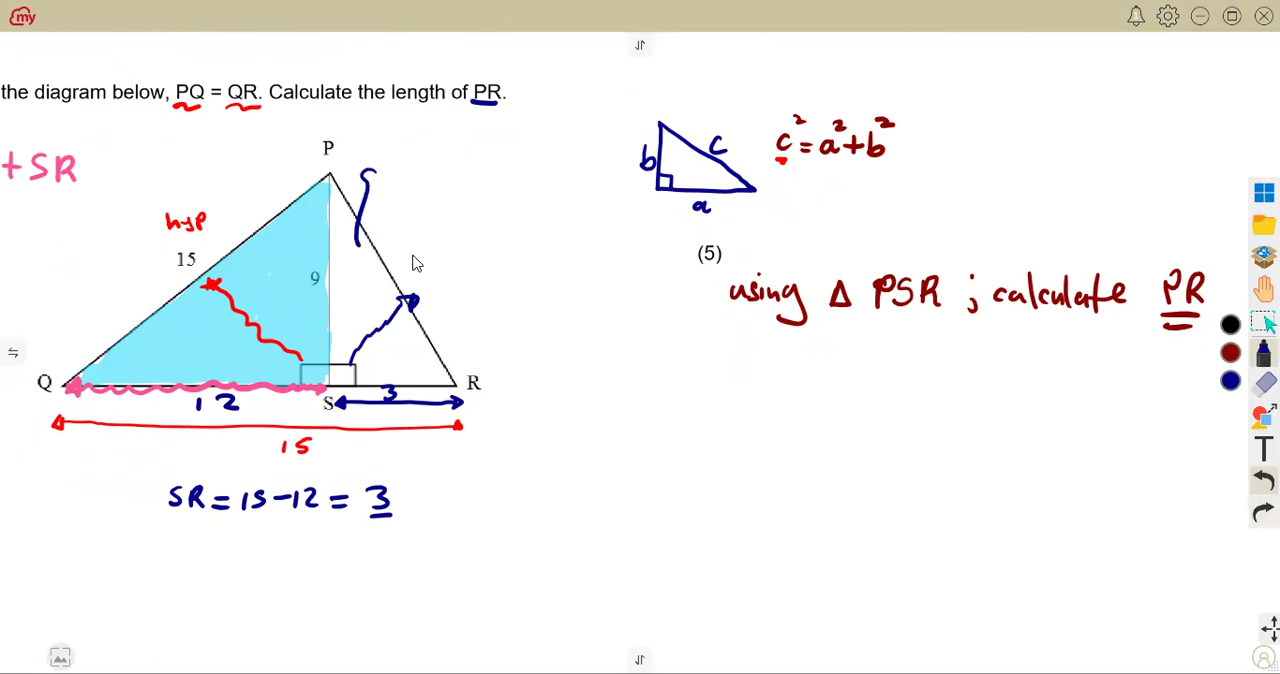 my
the diagram below, PQ = QR. Calculate the length of PR.
+ SR
P
hyp
15
9
Q
12
S
3
R
15
SR = 15 - 12 = 3
b
c
a
c² = a² + b²
(5)
using Δ PSR ; calculate PR
T